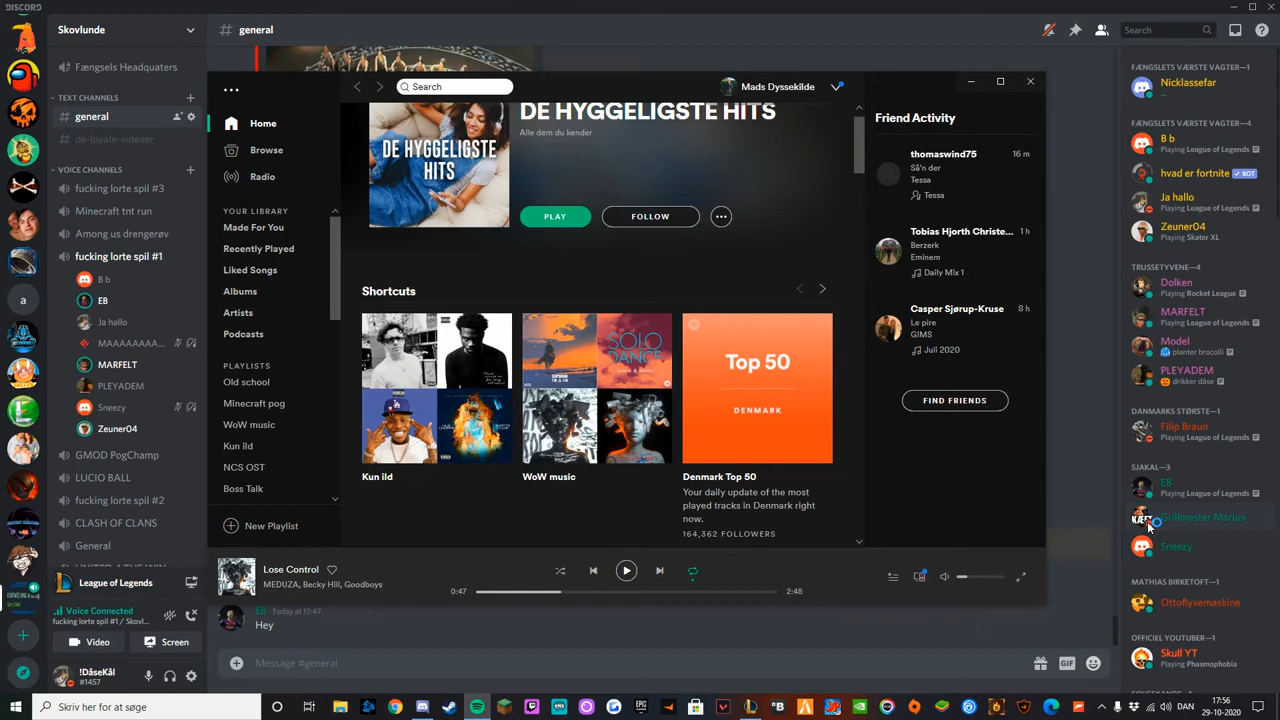 DISCORD
Skovlunde
general
Search
Fængsels Headquaters
TEXT CHANNELS
general
de-loyale-videoer
VOICE CHANNELS
fucking lorte spil #3
Minecraft tnt run
Among us drengerøv
fucking lorte spil #1
B b
EB
Ja hallo
MAAAAAAAA...
MARFELT
PLEYADEM
Sneezy
Zeuner04
GMOD PogChamp
LUCIO BALL
fucking lorte spil #2
CLASH OF CLANS
General
League of Legends
Voice Connected
fucking lorte spil #1 / Skovl...
Video
Screen
!DåseKål
#1457
Search
Mads Dyssekilde
Home
Browse
Radio
YOUR LIBRARY
Made For You
Recently Played
Liked Songs
Albums
Artists
Podcasts
PLAYLISTS
Old school
Minecraft pog
WoW music
Kun ild
NCS OST
Boss Talk
New Playlist
DE HYGGELIGSTE HITS
DE HYGGELIGSTE HITS
Alle dem du kender
PLAY
FOLLOW
Shortcuts
SOLO DANCE
Top 50
DENMARK
Kun ild
WoW music
Denmark Top 50
Your daily update of the most
played tracks in Denmark right
now.
164,362 FOLLOWERS
Friend Activity
thomaswind75
16 m
Så'n der
Tessa
Tessa
Tobias Hjorth Christe...
1 h
Berzerk
Eminem
Daily Mix 1
Casper Sjørup-Kruse
8 h
Le pire
GIMS
Juli 2020
FIND FRIENDS
Lose Control
MEDUZA, Becky Hill, Goodboys
0:47
2:48
EB Today at 17:47
Hey
Message #general
GIF
FÆNGSLETS VÆRSTE VAGTER—1
Nicklassefar
...
FÆNGSLETS VÆRSTE VAGTER—4
B b
Playing League of Legends
hvad er fortnite
BOT
Ja hallo
Playing League of Legends
Zeuner04
Playing Skater XL
TRUSSETYVENE—4
Dolken
Playing Rocket League
MARFELT
Playing League of Legends
Model
planter brocolli
PLEYADEM
drikker dåse
DANMARKS STØRSTE—1
Filip Braun
Playing League of Legends
SJAKAL—3
EB
Playing League of Legends
Grillmester Marius
Sneezy
MATHIAS BIRKETOFT—1
Ottoflyvemaskine
OFFICIEL YOUTUBER—1
Skull YT
Playing Phasmophobia
Skriv her for at søge
DAN
17:56
29-10-2020